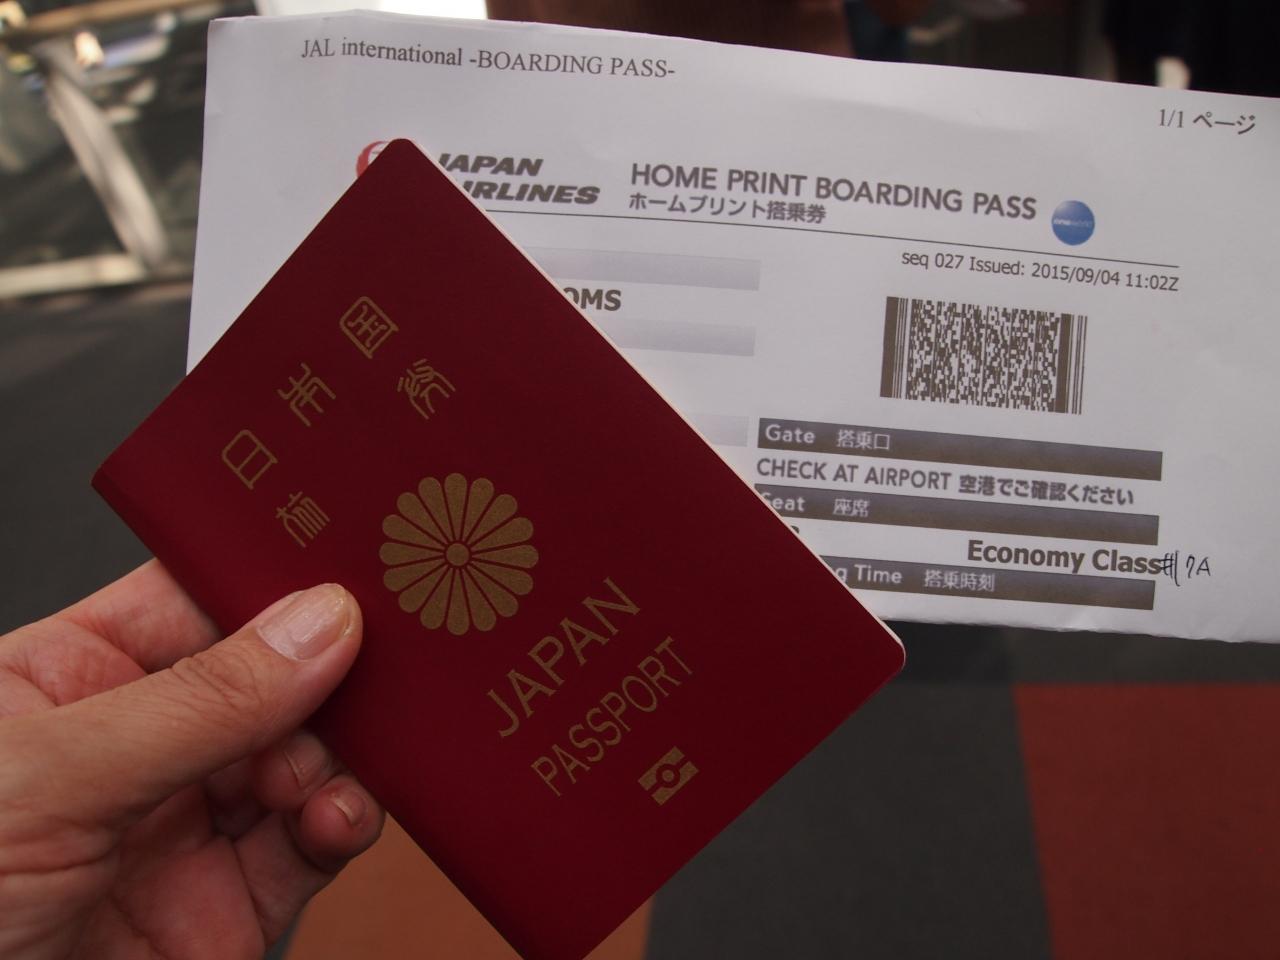 JAL international -BOARDING PASS-
1/1 ページ
JAPAN
AIRLINES
HOME PRINT BOARDING PASS
ホームプリント搭乗券
oneworld
seq 027 Issued: 2015/09/04 11:02Z
OMS
Gate 搭乗口
CHECK AT AIRPORT 空港でご確認ください
Seat 座席
Economy Class
17A
g Time 搭乗時刻
日本国
旅券
JAPAN
PASSPORT